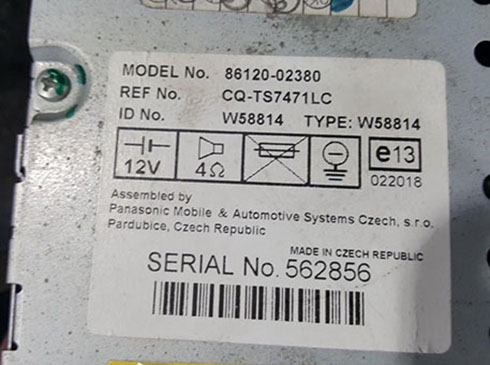 MODEL No. 86120-02380
REF No. CQ-TS7471LC
ID No. W58814 TYPE: W58814
12V 4Ω e13
022018
Assembled by
Panasonic Mobile & Automotive Systems Czech, s.r.o.
Pardubice, Czech Republic
MADE IN CZECH REPUBLIC
SERIAL No. 562856